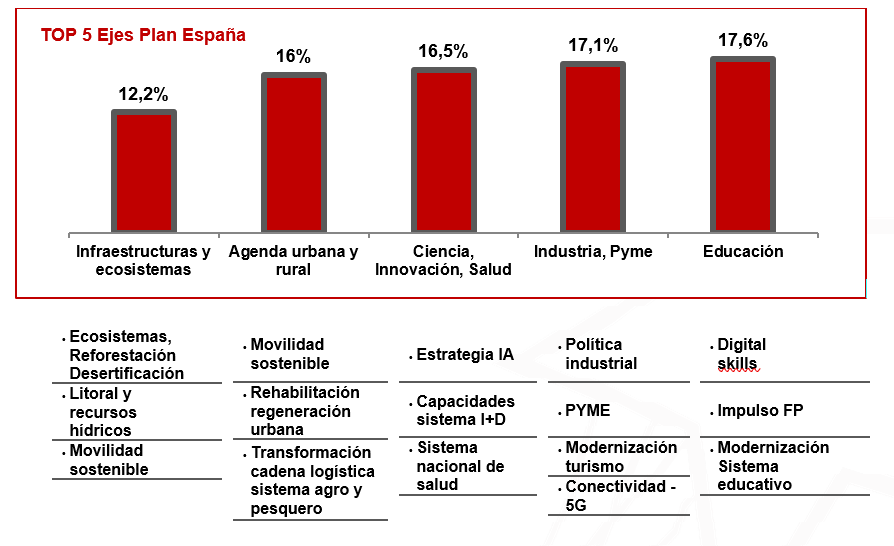 TOP 5 Ejes Plan España
12,2%
16%
16,5%
17,1%
17,6%
Infraestructuras y
ecosistemas
Agenda urbana y
rural
Ciencia,
Innovación, Salud
Industria, Pyme
Educación
• Ecosistemas,
Reforestación
Desertificación
• Litoral y
recursos
hídricos
• Movilidad
sostenible
• Movilidad
sostenible
• Rehabilitación
regeneración
urbana
• Transformación
cadena logística
sistema agro y
pesquero
• Estrategia IA
• Capacidades
sistema I+D
• Sistema
nacional de
salud
• Política
industrial
• PYME
• Modernización
turismo
• Conectividad -
5G
• Digital
skills
• Impulso FP
• Modernización
Sistema
educativo